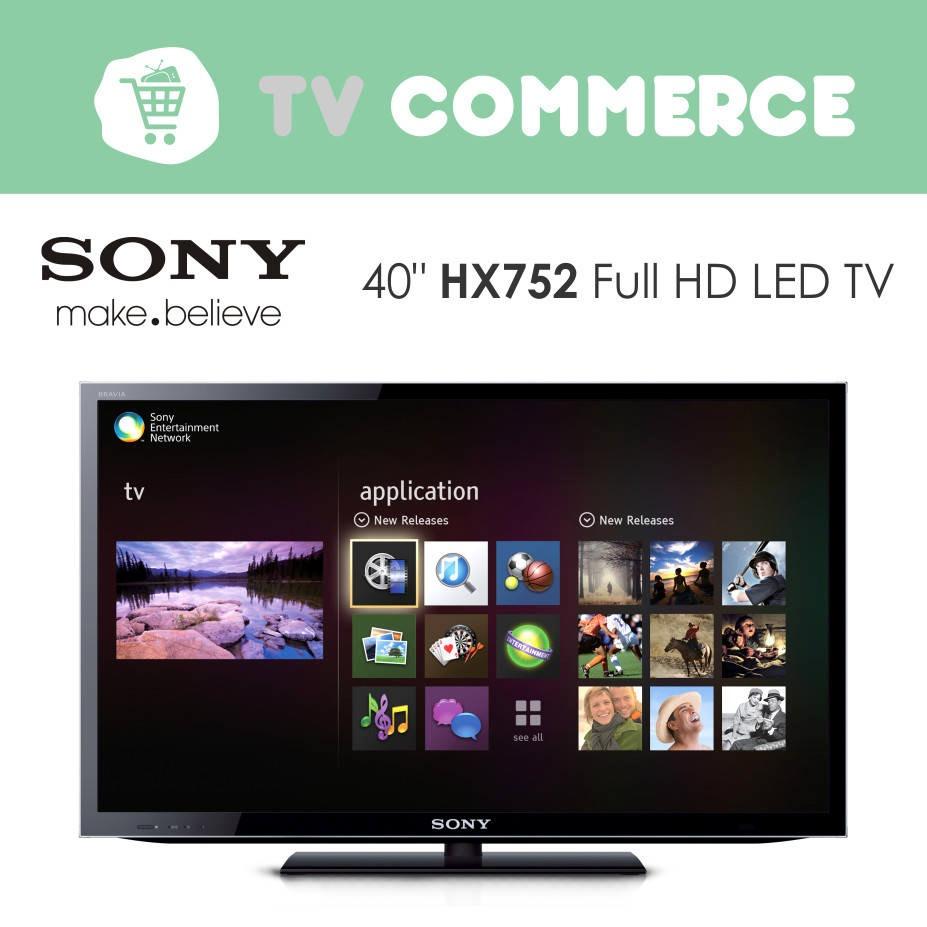 TV COMMERCE
SONY
make.believe
40" HX752 Full HD LED TV
BRAVIA
Sony
Entertainment
Network
tv
application
New Releases
New Releases
ENTERTAINMENT
see all
SONY